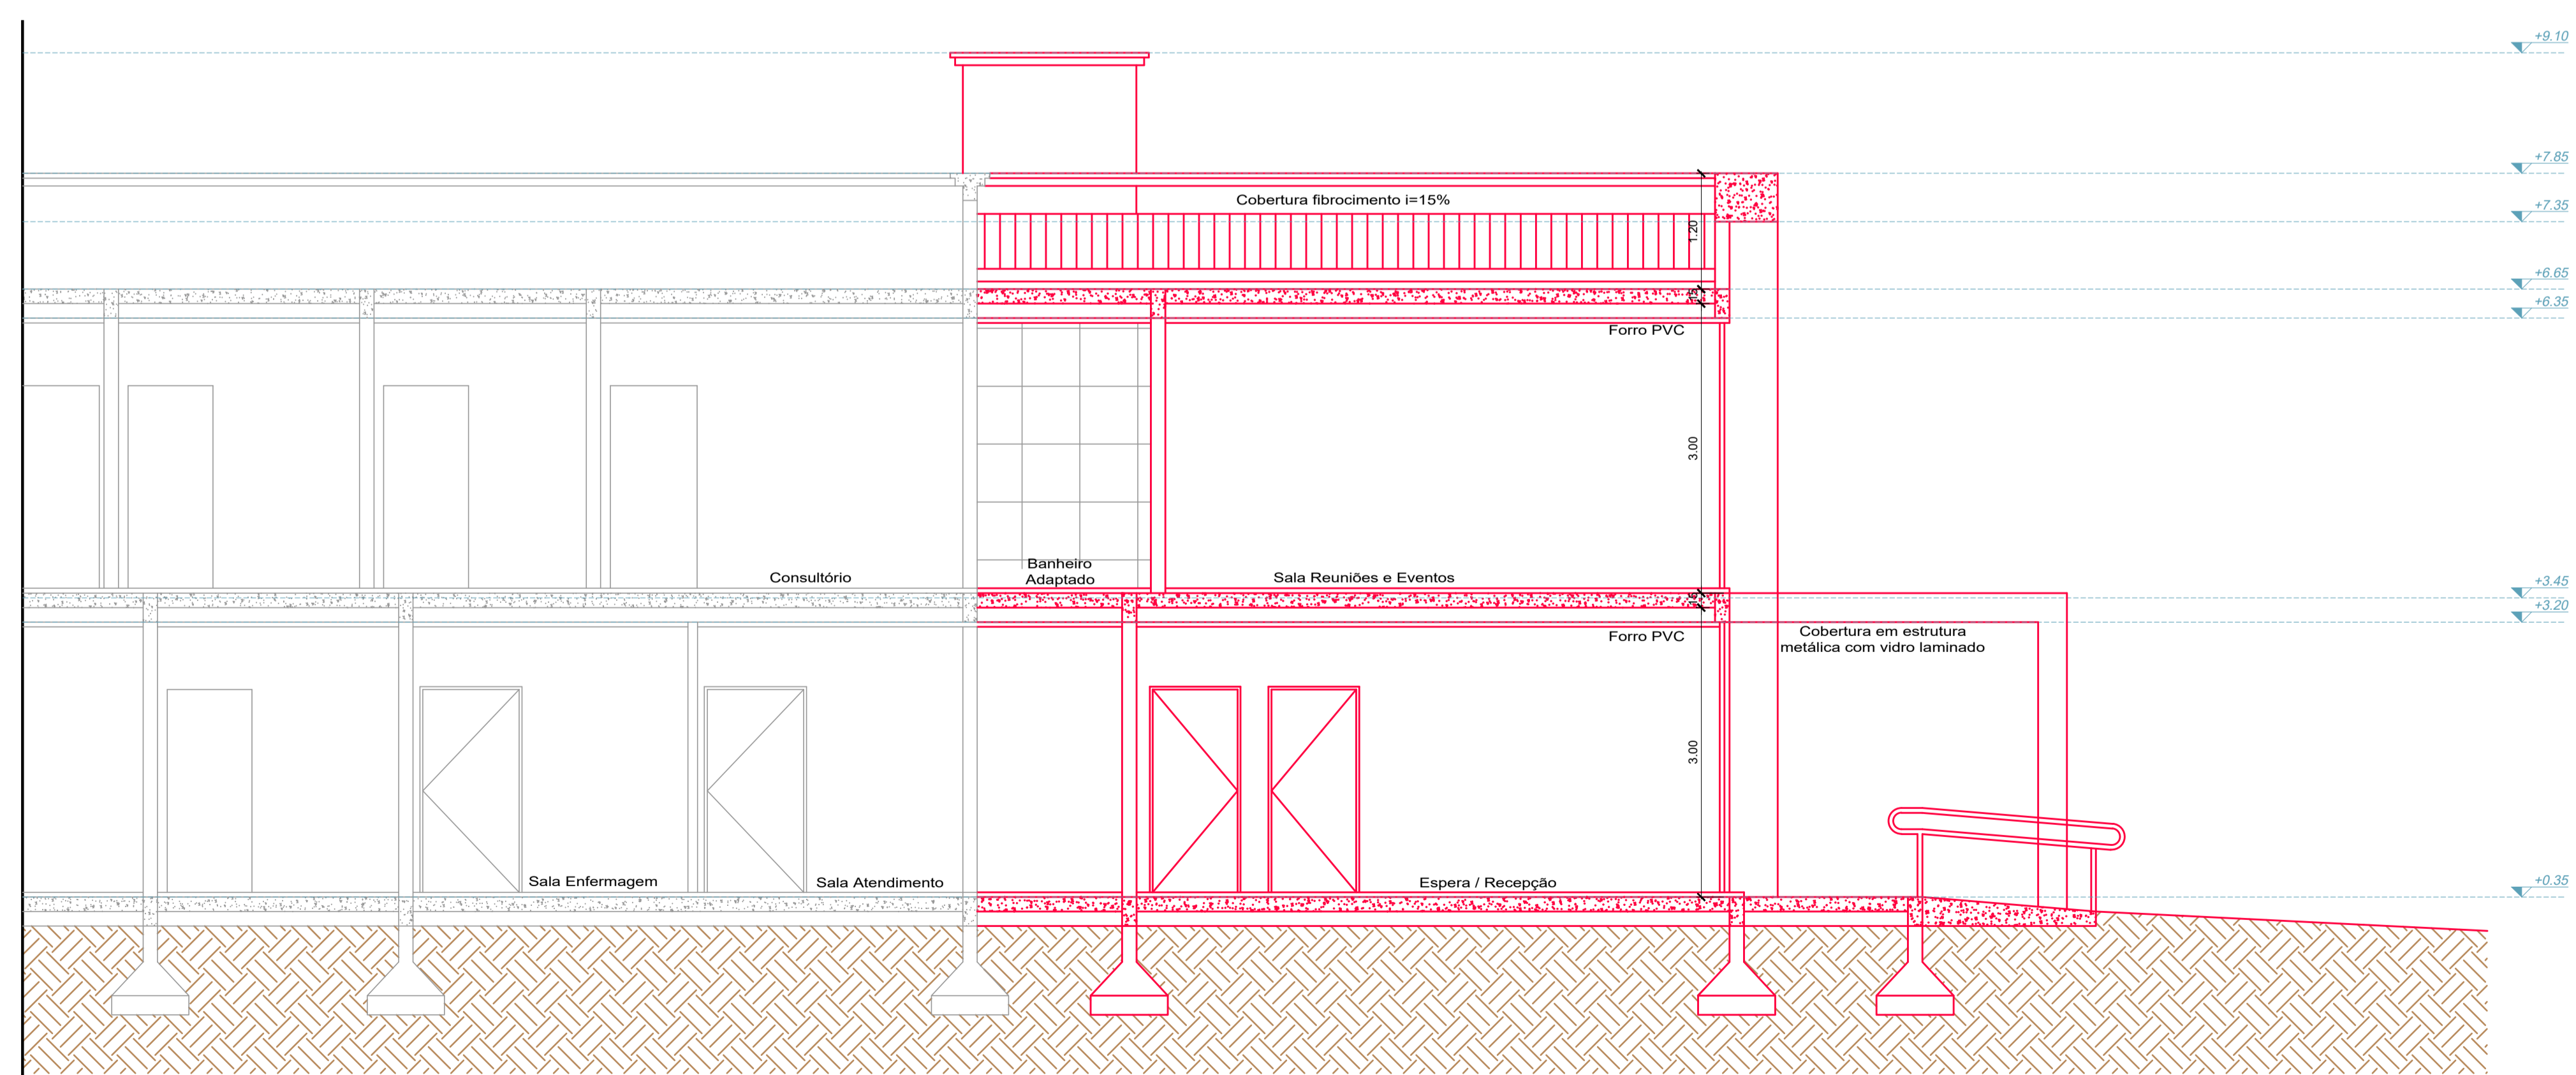 +9.10
+7.85
Cobertura fibrocimento i=15%
+7.35
1.20
+6.65
+6.35
Forro PVC
3.00
Consultório
Banheiro
Adaptado
Sala Reuniões e Eventos
+3.45
+3.20
Forro PVC
Cobertura em estrutura
metálica com vidro laminado
3.00
Sala Enfermagem
Sala Atendimento
Espera / Recepção
+0.35